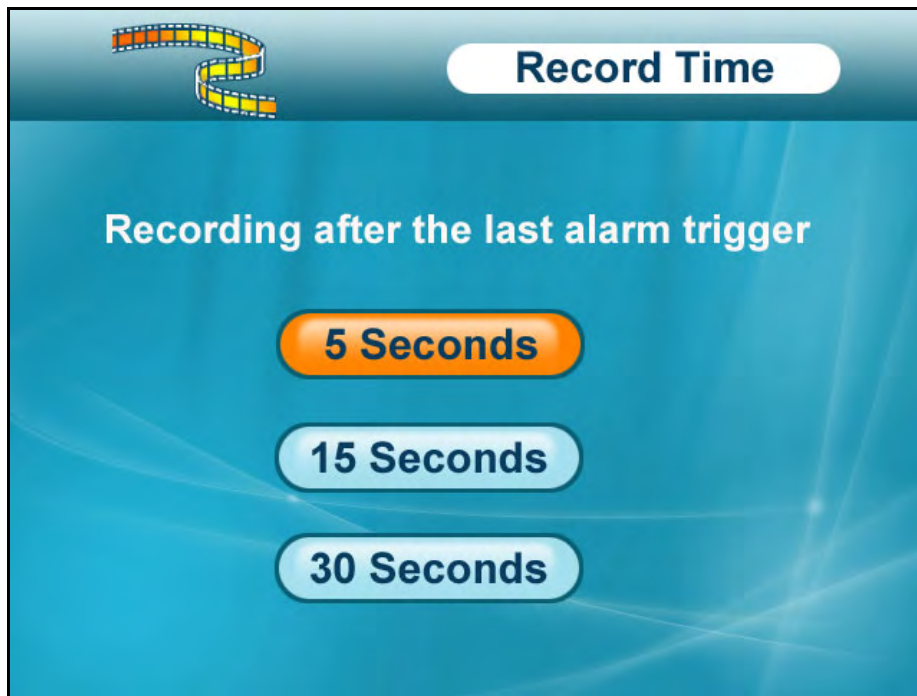 Record Time
Recording after the last alarm trigger
5 Seconds
15 Seconds
30 Seconds